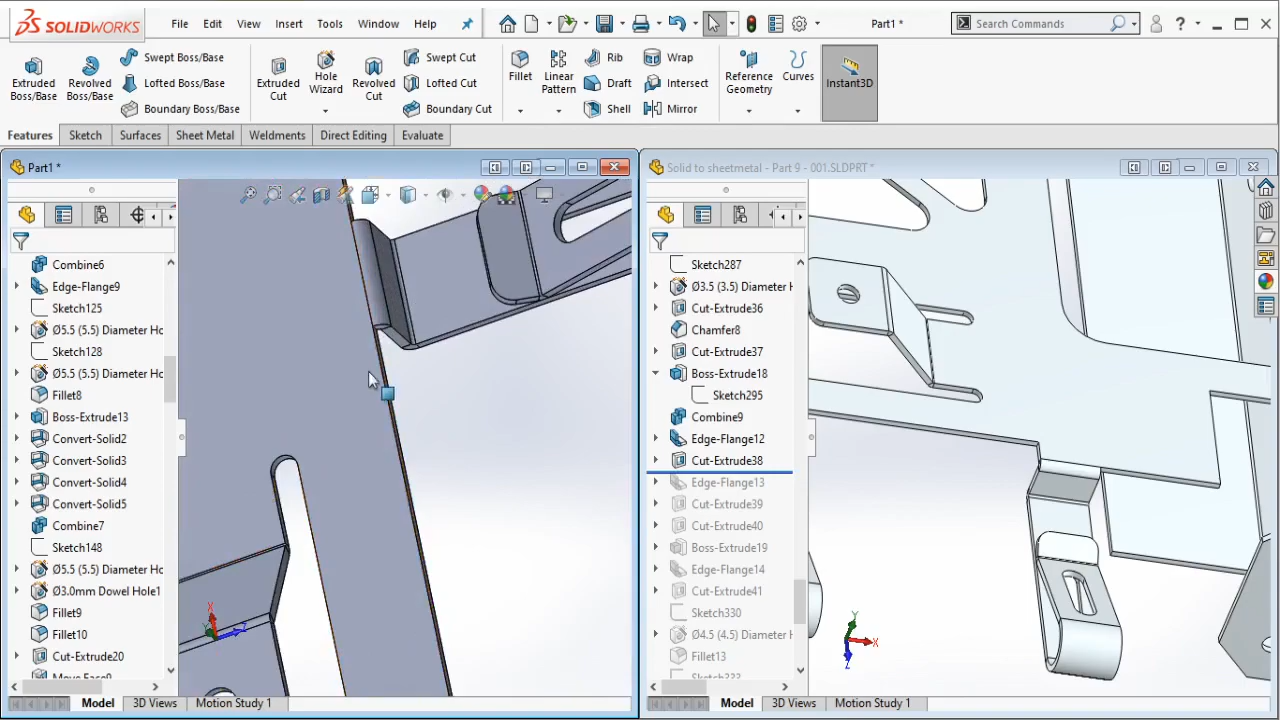 SOLIDWORKS File Edit View Insert Tools Window Help Part1 * Search Commands ?
Extruded Boss/Base
Revolved Boss/Base
Swept Boss/Base
Lofted Boss/Base
Boundary Boss/Base
Extruded Cut
Hole Wizard
Revolved Cut
Swept Cut
Lofted Cut
Boundary Cut
Fillet
Linear Pattern
Rib
Draft
Shell
Wrap
Intersect
Mirror
Reference Geometry
Curves
Instant3D
Features Sketch Surfaces Sheet Metal Weldments Direct Editing Evaluate
Part1 *
Combine6
Edge-Flange9
Sketch125
Ø5.5 (5.5) Diameter Ho
Sketch128
Ø5.5 (5.5) Diameter Ho
Fillet8
Boss-Extrude13
Convert-Solid2
Convert-Solid3
Convert-Solid4
Convert-Solid5
Combine7
Sketch148
Ø5.5 (5.5) Diameter Ho
Ø3.0mm Dowel Hole1
Fillet9
Fillet10
Cut-Extrude20
Move Face9
X
Y
Z
Model 3D Views Motion Study 1
Solid to sheetmetal - Part 9 - 001.SLDPRT *
Sketch287
Ø3.5 (3.5) Diameter H
Cut-Extrude36
Chamfer8
Cut-Extrude37
Boss-Extrude18
Sketch295
Combine9
Edge-Flange12
Cut-Extrude38
Edge-Flange13
Cut-Extrude39
Cut-Extrude40
Boss-Extrude19
Edge-Flange14
Cut-Extrude41
Sketch330
Ø4.5 (4.5) Diameter H
Fillet13
Sketch333
Y
X
Z
Model 3D Views Motion Study 1